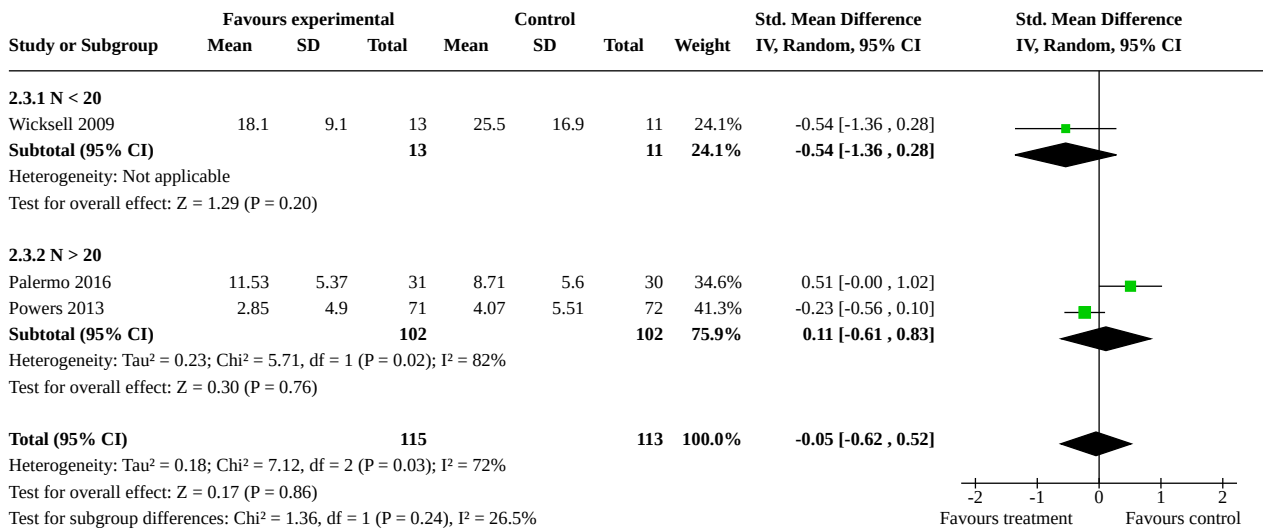 Favours experimental Control Std. Mean Difference Std. Mean Difference
Study or Subgroup Mean SD Total Mean SD Total Weight IV, Random, 95% CI IV, Random, 95% CI
2.3.1 N < 20
Wicksell 2009 18.1 9.1 13 25.5 16.9 11 24.1% -0.54 [-1.36 , 0.28]
Subtotal (95% CI) 13 11 24.1% -0.54 [-1.36 , 0.28]
Heterogeneity: Not applicable
Test for overall effect: Z = 1.29 (P = 0.20)
2.3.2 N > 20
Palermo 2016 11.53 5.37 31 8.71 5.6 30 34.6% 0.51 [-0.00 , 1.02]
Powers 2013 2.85 4.9 71 4.07 5.51 72 41.3% -0.23 [-0.56 , 0.10]
Subtotal (95% CI) 102 102 75.9% 0.11 [-0.61 , 0.83]
Heterogeneity: Tau² = 0.23; Chi² = 5.71, df = 1 (P = 0.02); I² = 82%
Test for overall effect: Z = 0.30 (P = 0.76)
Total (95% CI) 115 113 100.0% -0.05 [-0.62 , 0.52]
Heterogeneity: Tau² = 0.18; Chi² = 7.12, df = 2 (P = 0.03); I² = 72%
Test for overall effect: Z = 0.17 (P = 0.86) -2 -1 0 1 2
Test for subgroup differences: Chi² = 1.36, df = 1 (P = 0.24), I² = 26.5% Favours treatment Favours control